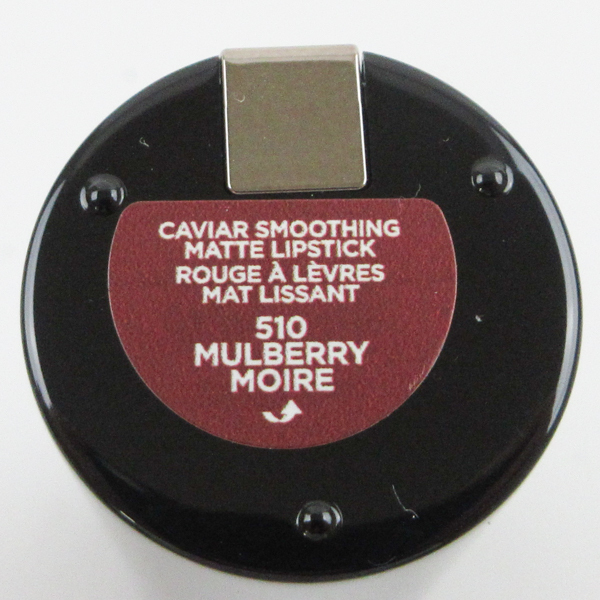 CAVIAR SMOOTHING
MATTE LIPSTICK
ROUGE À LÈVRES
MAT LISSANT
510
MULBERRY
MOIRE